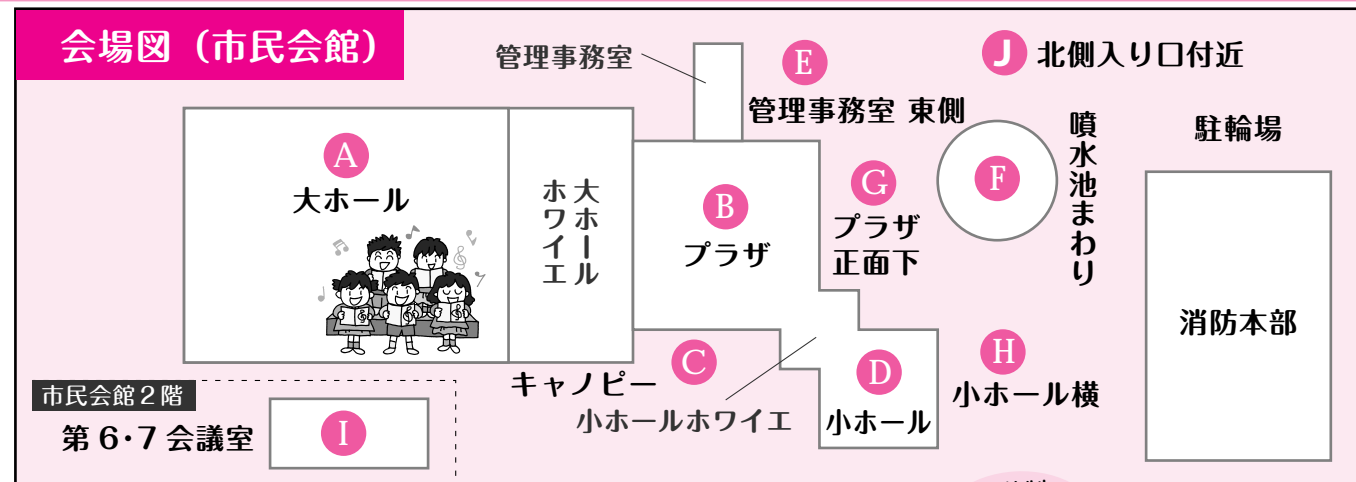 会場図（市民会館）
管理事務室
E
管理事務室 東側
J 北側入り口付近
A
大ホール
大ホール
ホワイエ
B
プラザ
G
プラザ
正面下
F
噴水池まわり
駐輪場
消防本部
C
キャノピー
小ホールホワイエ
D
小ホール
H
小ホール横
市民会館２階
第６･７会議室
I